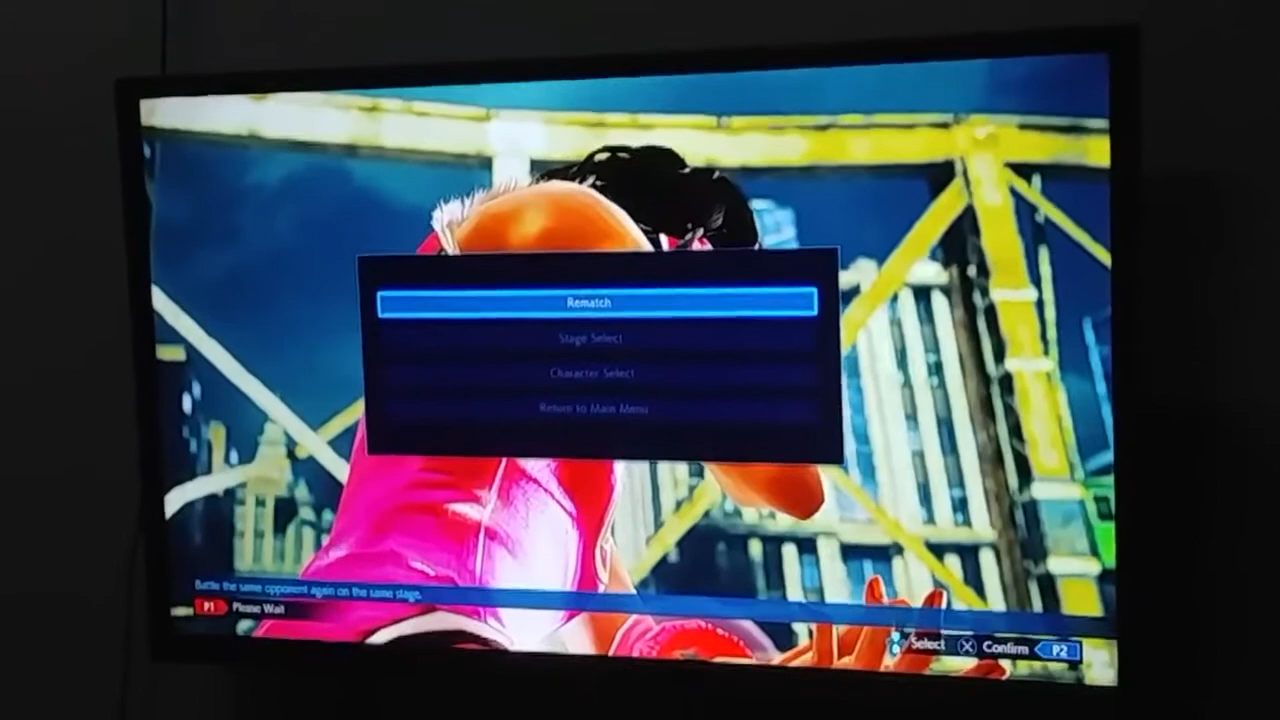 Rematch
Stage Select
Character Select
Return to Main Menu
Battle the same opponent again on the same stage.
P1 Please Wait
Select Confirm P2